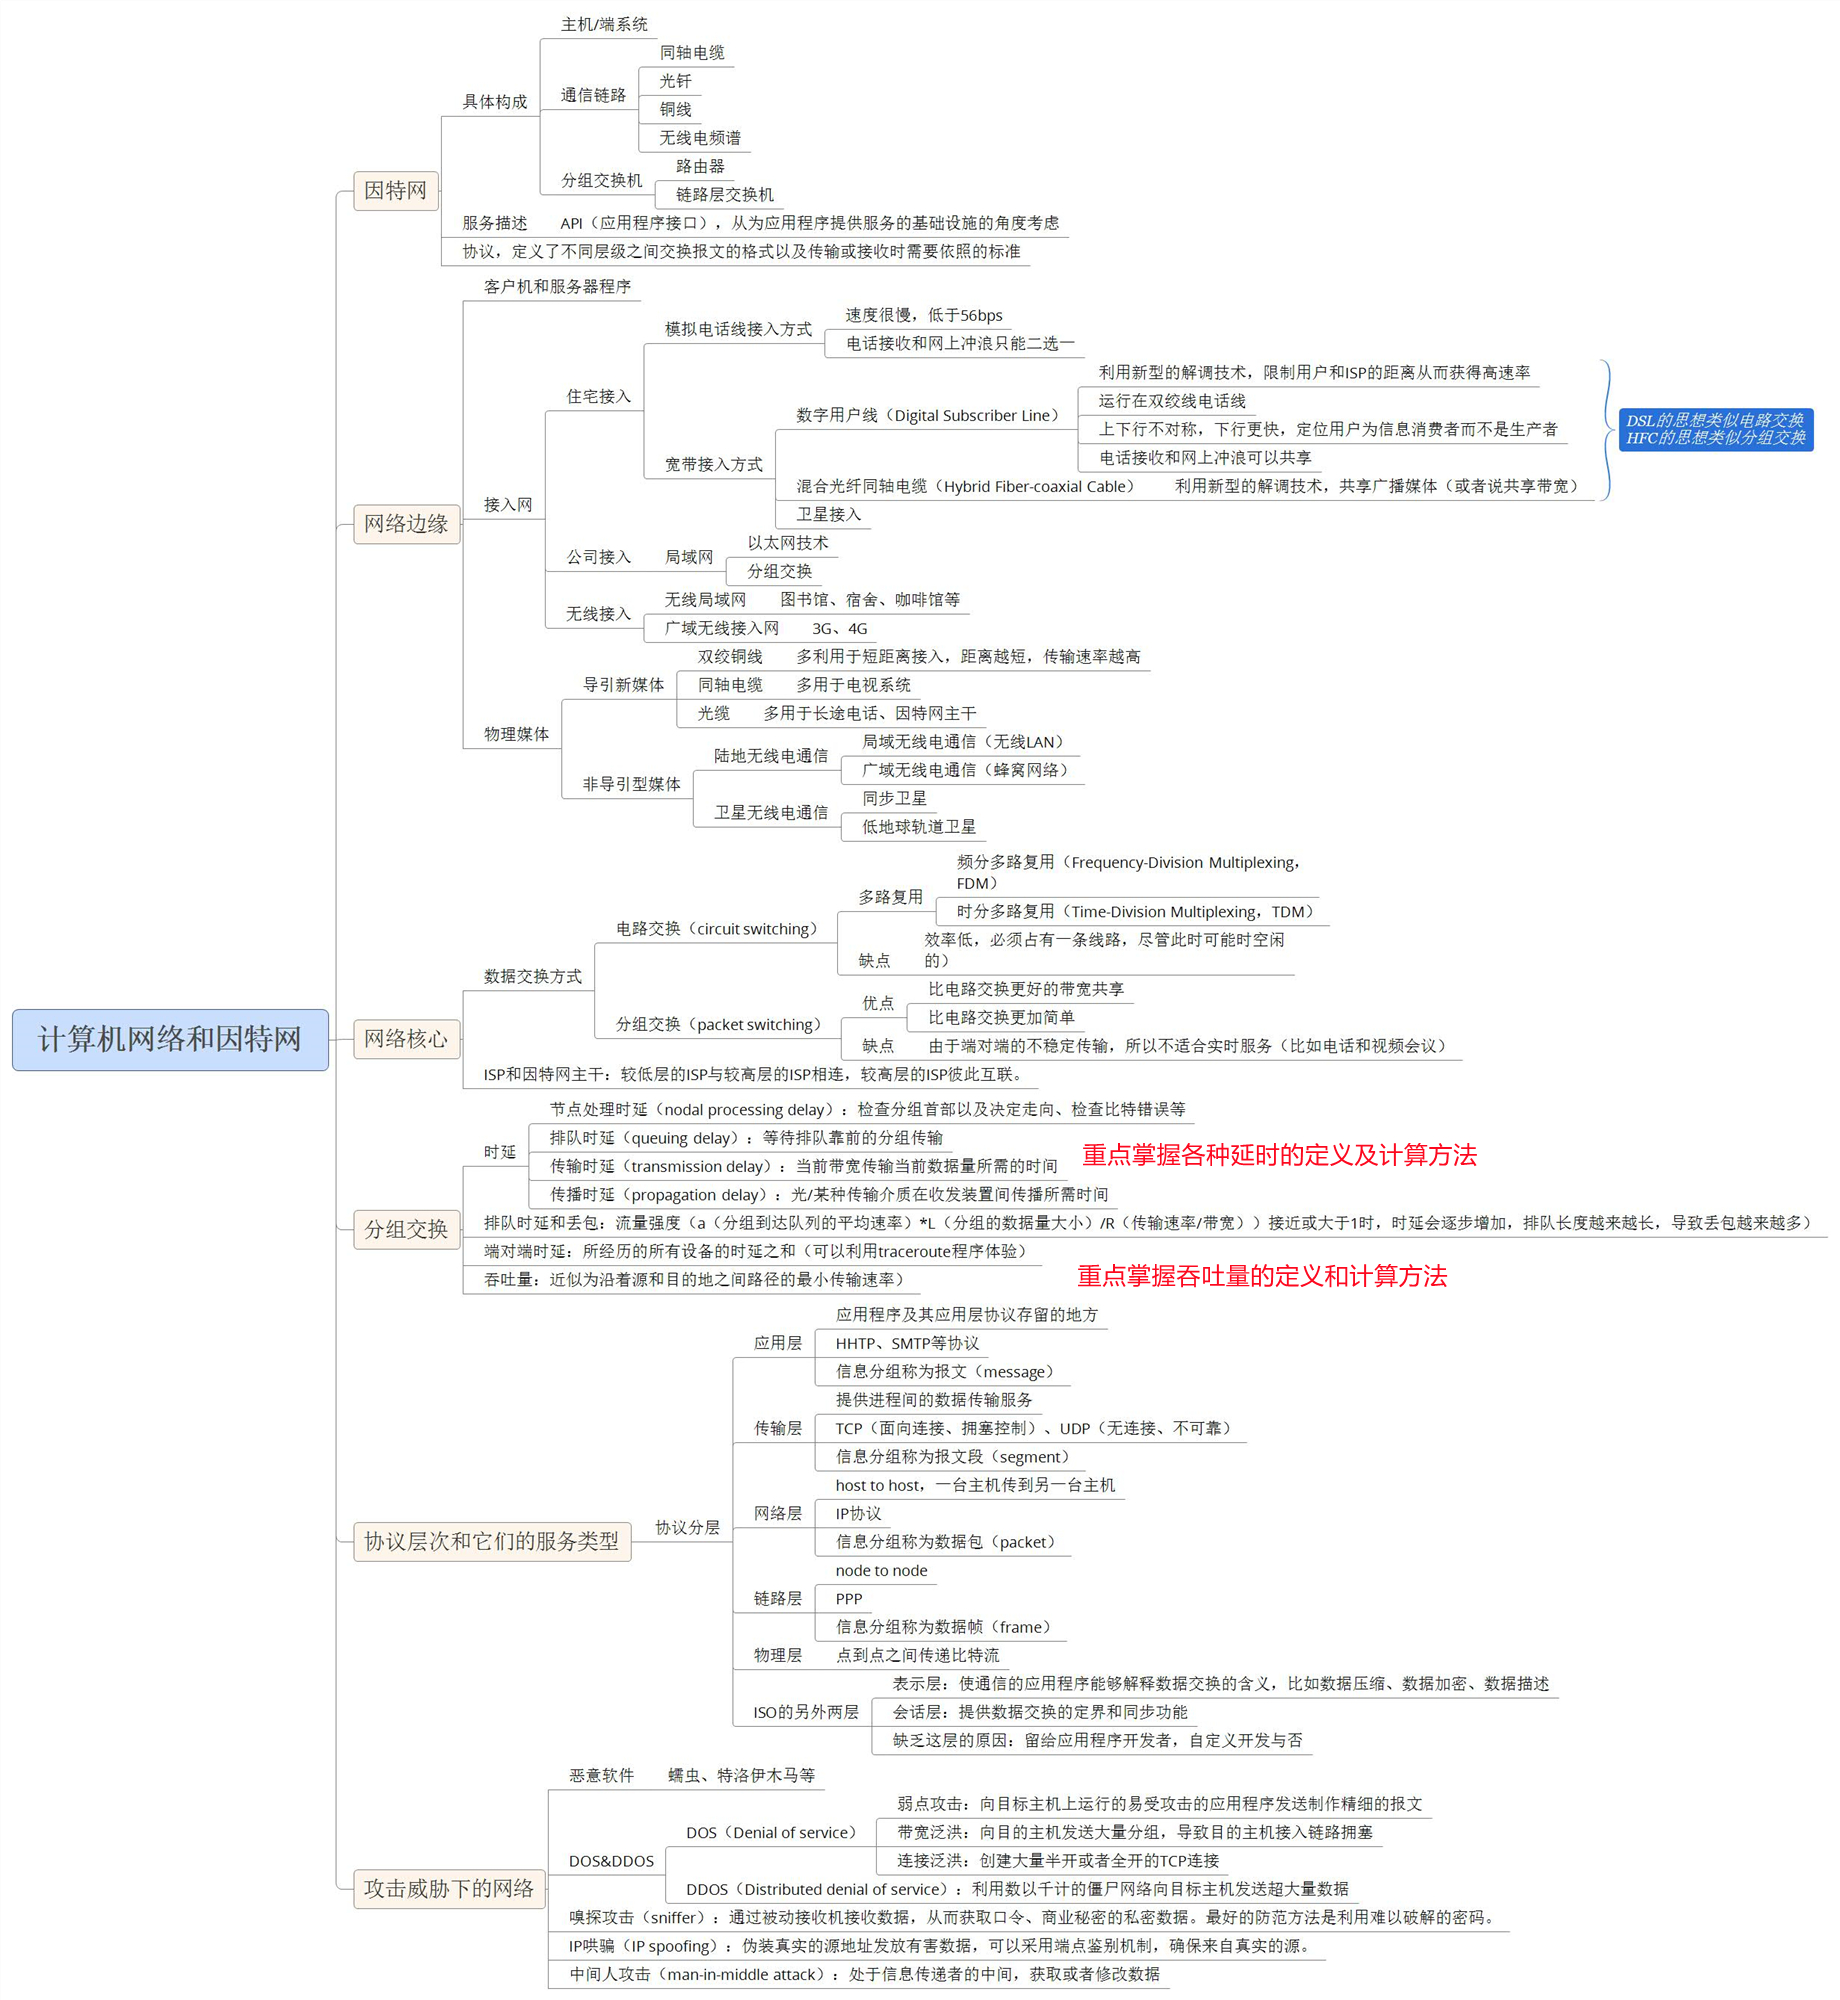 主机/端系统
同轴电缆
光钎
通信链路
具体构成
铜线
无线电频谱
路由器
分组交换机
因特网
链路层交换机
服务描述 API（应用程序接口），从为应用程序提供服务的基础设施的角度考虑
协议，定义了不同层级之间交换报文的格式以及传输或接收时需要依照的标准
客户机和服务器程序
速度很慢，低于56bps
模拟电话线接入方式
电话接收和网上冲浪只能二选一
利用新型的解调技术，限制用户和ISP的距离从而获得高速率
住宅接入
运行在双绞线电话线
数字用户线（Digital Subscriber Line）
DSL的思想类似电路交换
HFC的思想类似分组交换
上下行不对称，下行更快，定位用户为信息消费者而不是生产者
电话接收和网上冲浪可以共享
宽带接入方式
混合光纤同轴电缆（Hybrid Fiber-coaxial Cable） 利用新型的解调技术，共享广播媒体（或者说共享带宽）
接入网
卫星接入
网络边缘
以太网技术
公司接入 局域网
分组交换
无线局域网 图书馆、宿舍、咖啡馆等
无线接入
广域无线接入网 3G、4G
双绞铜线 多利用于短距离接入，距离越短，传输速率越高
导引新媒体 同轴电缆 多用于电视系统
光缆 多用于长途电话、因特网主干
物理媒体
局域无线电通信（无线LAN）
陆地无线电通信
广域无线电通信（蜂窝网络）
非导引型媒体
同步卫星
卫星无线电通信
低地球轨道卫星
频分多路复用（Frequency-Division Multiplexing，
FDM）
多路复用
时分多路复用（Time-Division Multiplexing，TDM）
电路交换（circuit switching）
效率低，必须占有一条线路，尽管此时可能时空闲
的）
缺点
数据交换方式
比电路交换更好的带宽共享
优点
比电路交换更加简单
分组交换（packet switching）
缺点 由于端对端的不稳定传输，所以不适合实时服务（比如电话和视频会议）
计算机网络和因特网
网络核心
ISP和因特网主干：较低层的ISP与较高层的ISP相连，较高层的ISP彼此互联。
节点处理时延（nodal processing delay）：检查分组首部以及决定走向、检查比特错误等
排队时延（queuing delay）：等待排队靠前的分组传输
时延
重点掌握各种延时的定义及计算方法
传输时延（transmission delay）：当前带宽传输当前数据量所需的时间
传播时延（propagation delay）：光/某种传输介质在收发装置间传播所需时间
分组交换
排队时延和丢包：流量强度（a（分组到达队列的平均速率）*L（分组的数据量大小）/R（传输速率/带宽））接近或大于1时，时延会逐步增加，排队长度越来越长，导致丢包越来越多）
端对端时延：所经历的所有设备的时延之和（可以利用traceroute程序体验）
吞吐量：近似为沿着源和目的地之间路径的最小传输速率）
重点掌握吞吐量的定义和计算方法
应用程序及其应用层协议存留的地方
应用层 HHTP、SMTP等协议
信息分组称为报文（message）
提供进程间的数据传输服务
传输层 TCP（面向连接、拥塞控制）、UDP（无连接、不可靠）
信息分组称为报文段（segment）
host to host，一台主机传到另一台主机
网络层 IP协议
信息分组称为数据包（packet）
协议层次和它们的服务类型 协议分层
node to node
链路层 PPP
信息分组称为数据帧（frame）
物理层 点到点之间传递比特流
表示层：使通信的应用程序能够解释数据交换的含义，比如数据压缩、数据加密、数据描述
ISO的另外两层 会话层：提供数据交换的定界和同步功能
缺乏这层的原因：留给应用程序开发者，自定义开发与否
恶意软件 蠕虫、特洛伊木马等
弱点攻击：向目标主机上运行的易受攻击的应用程序发送制作精细的报文
DOS（Denial of service） 带宽泛洪：向目的主机发送大量分组，导致目的主机接入链路拥塞
连接泛洪：创建大量半开或者全开的TCP连接
DOS&DDOS
DDOS（Distributed denial of service）：利用数以千计的僵尸网络向目标主机发送超大量数据
攻击威胁下的网络
嗅探攻击（sniffer）：通过被动接收机接收数据，从而获取口令、商业秘密的私密数据。最好的防范方法是利用难以破解的密码。
IP哄骗（IP spoofing）：伪装真实的源地址发放有害数据，可以采用端点鉴别机制，确保来自真实的源。
中间人攻击（man-in-middle attack）：处于信息传递者的中间，获取或者修改数据